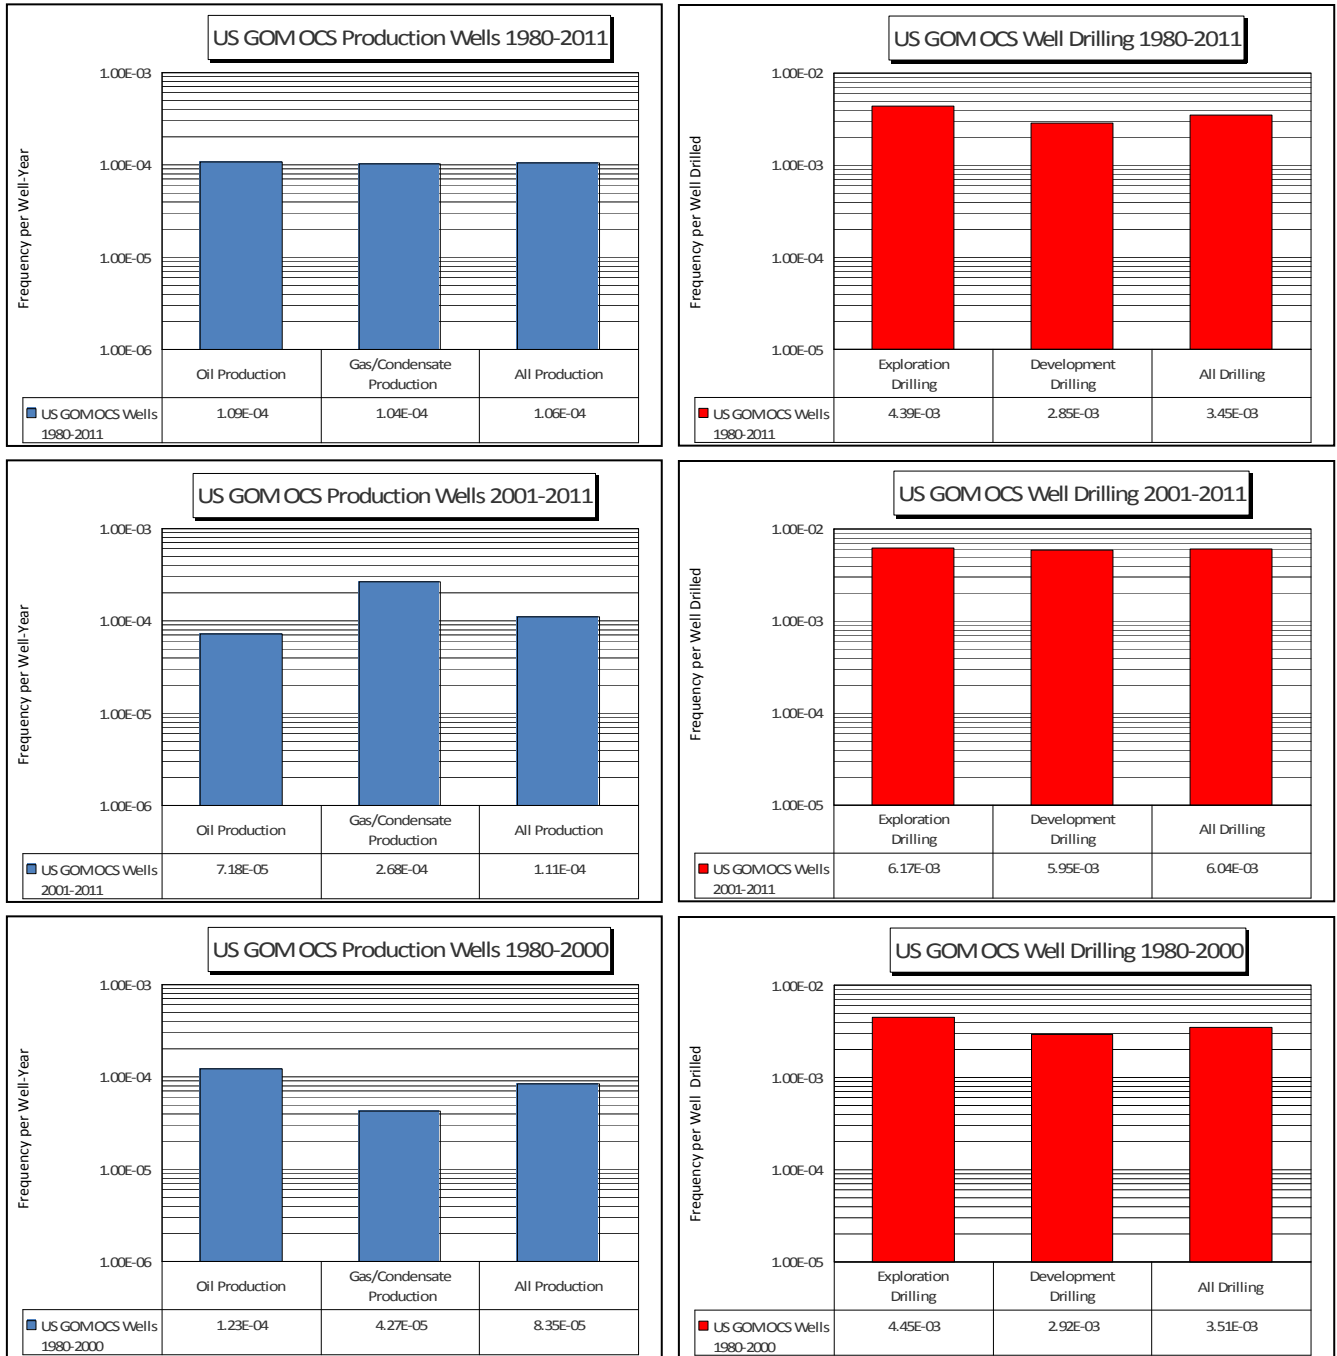 US GOM OCS Production Wells 1980-2011
1.00E-03
1.00E-04
1.00E-05
1.00E-06
Frequency per Well-Year
Oil Production
Gas/Condensate
Production
All Production
US GOM OCS Wells
1980-2011
1.09E-04
1.04E-04
1.06E-04
US GOM OCS Well Drilling 1980-2011
1.00E-02
1.00E-03
1.00E-04
1.00E-05
Frequency per Well Drilled
Exploration
Drilling
Development
Drilling
All Drilling
US GOM OCS Wells
1980-2011
4.39E-03
2.85E-03
3.45E-03
US GOM OCS Production Wells 2001-2011
1.00E-03
1.00E-04
1.00E-05
1.00E-06
Frequency per Well-Year
Oil Production
Gas/Condensate
Production
All Production
US GOM OCS Wells
2001-2011
7.18E-05
2.68E-04
1.11E-04
US GOM OCS Well Drilling 2001-2011
1.00E-02
1.00E-03
1.00E-04
1.00E-05
Frequency per Well Drilled
Exploration
Drilling
Development
Drilling
All Drilling
US GOM OCS Wells
2001-2011
6.17E-03
5.95E-03
6.04E-03
US GOM OCS Production Wells 1980-2000
1.00E-03
1.00E-04
1.00E-05
1.00E-06
Frequency per Well-Year
Oil Production
Gas/Condensate
Production
All Production
US GOM OCS Wells
1980-2000
1.23E-04
4.27E-05
8.35E-05
US GOM OCS Well Drilling 1980-2000
1.00E-02
1.00E-03
1.00E-04
1.00E-05
Frequency per Well Drilled
Exploration
Drilling
Development
Drilling
All Drilling
US GOM OCS Wells
1980-2000
4.45E-03
2.92E-03
3.51E-03